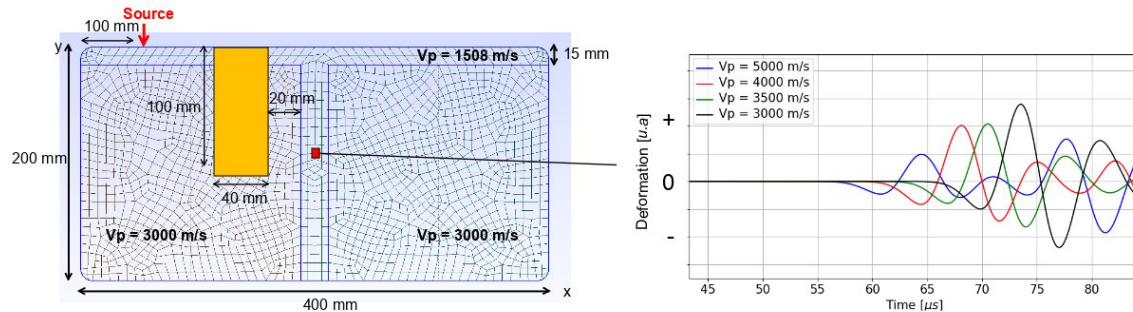 Source
100 mm
y
Vp = 1508 m/s
15 mm
100 mm
20 mm
200 mm
40 mm
Vp = 3000 m/s
Vp = 3000 m/s
x
400 mm
Vp = 5000 m/s
Vp = 4000 m/s
Vp = 3500 m/s
Vp = 3000 m/s
Deformation [u.a]
+
0
-
43 50 55 60 65 70 75 80
Time [μs]